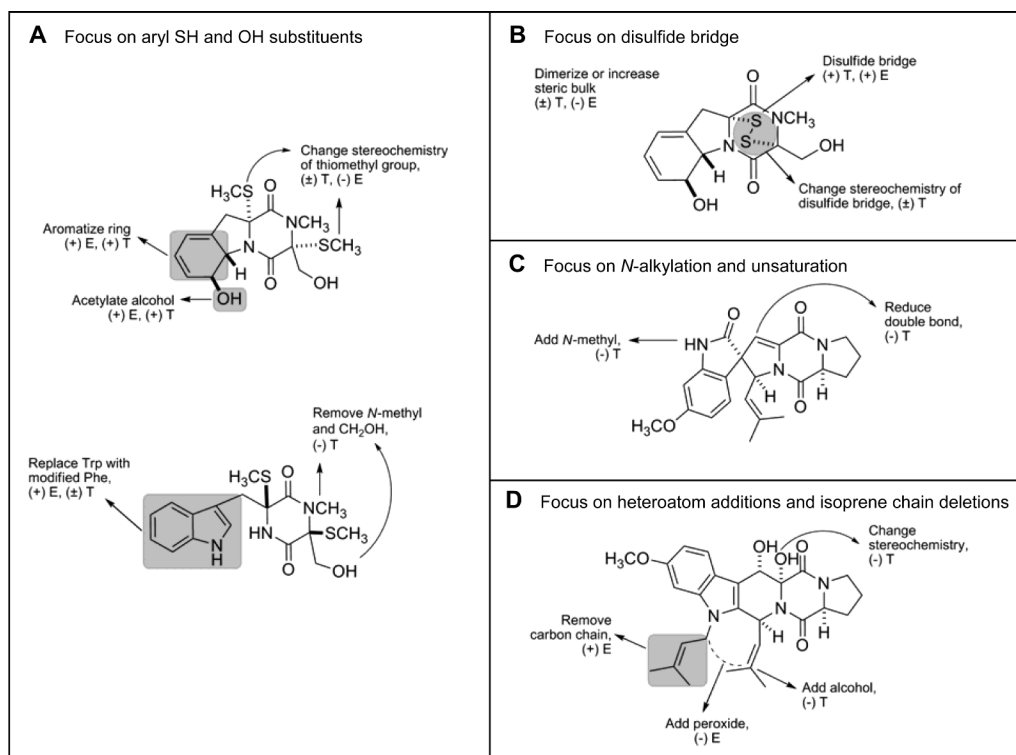 A Focus on aryl SH and OH substituents
Change stereochemistry
of thiomethyl group,
(±) T, (-) E
H₃CS
O
NCH₃
N
SCH₃
H
O
OH
OH
Aromatize ring
(+) E, (+) T
Acetylate alcohol
(+) E, (+) T
Remove N-methyl
and CH₂OH,
(-) T
Replace Trp with
modified Phe,
(+) E, (±) T
H₃CS
O
N
CH₃
HN
SCH₃
N
H
O
OH
B Focus on disulfide bridge
Dimerize or increase
steric bulk
(±) T, (-) E
Disulfide bridge
(+) T, (+) E
O
S
NCH₃
N
S
OH
H
O
OH
Change stereochemistry of
disulfide bridge, (±) T
C Focus on N-alkylation and unsaturation
Add N-methyl,
(-) T
Reduce
double bond,
(-) T
O
O
HN
N
N
H
H
O
H₃CO
D Focus on heteroatom additions and isoprene chain deletions
Change
stereochemistry,
(-) T
H₃CO
OH
OH
O
N
N
N
H
H
O
Remove
carbon chain,
(+) E
Add alcohol,
(-) T
Add peroxide,
(-) E